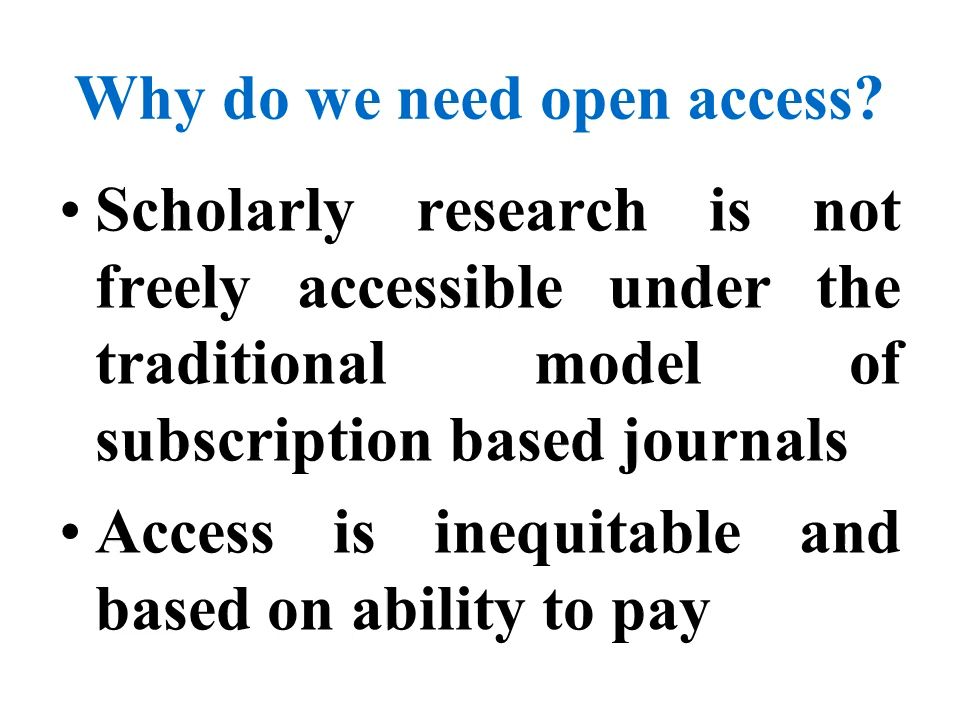 Why do we need open access?
• Scholarly research is not
freely accessible under the
traditional model of
subscription based journals
• Access is inequitable and
based on ability to pay